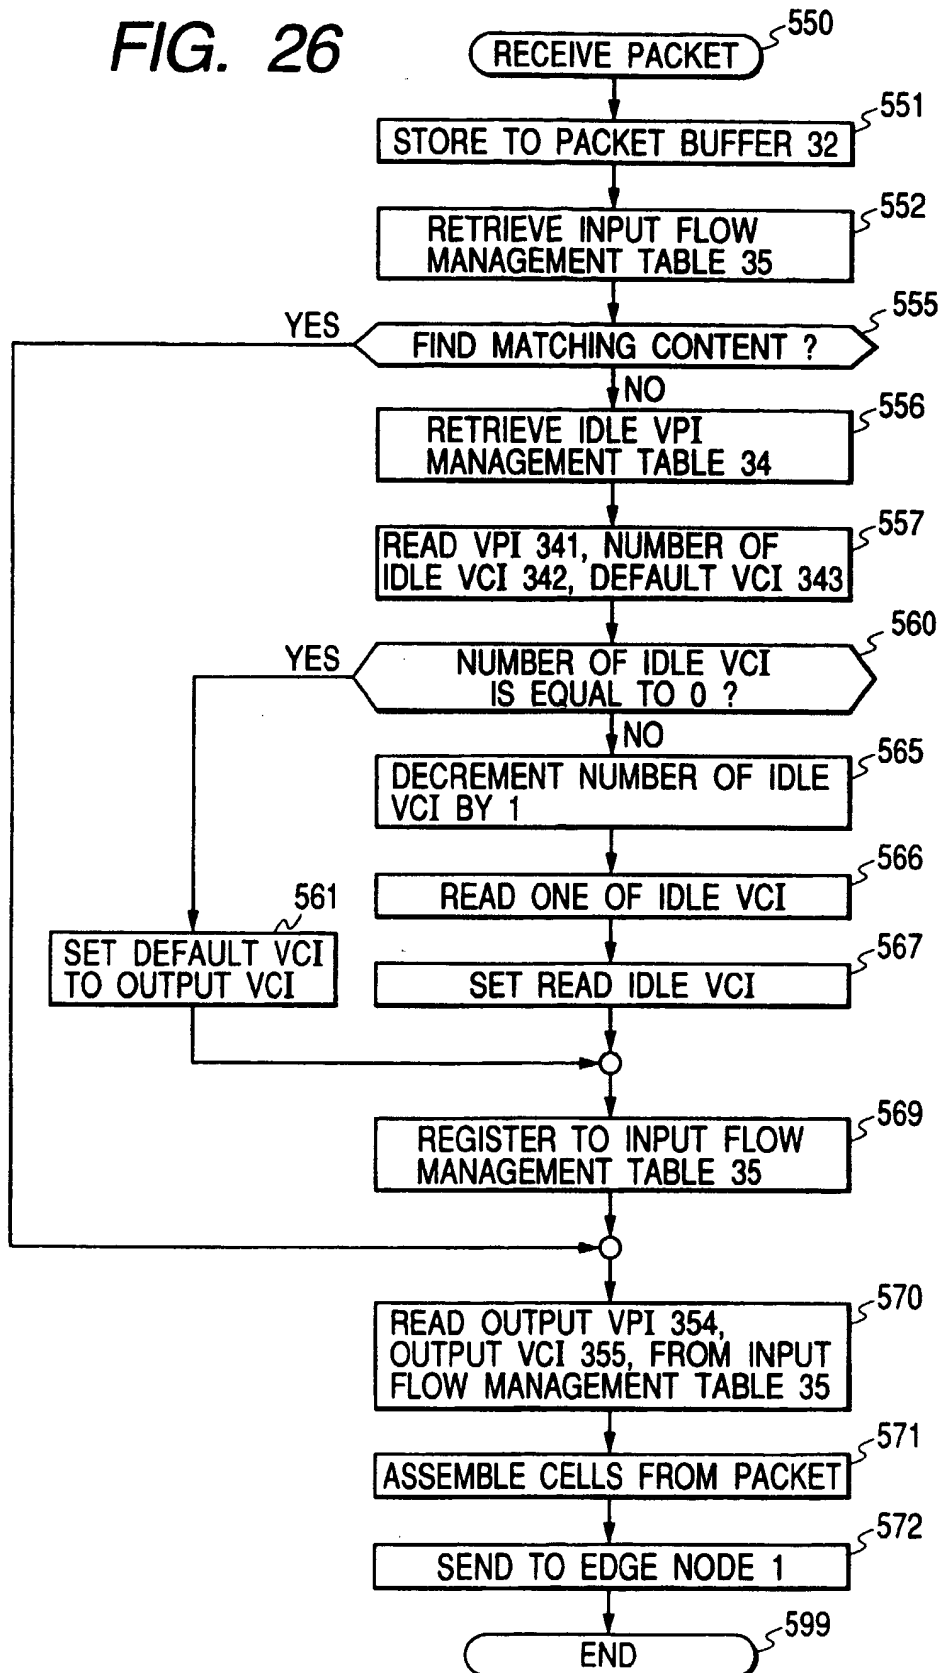 FIG. 26
RECEIVE PACKET
550
551
STORE TO PACKET BUFFER 32
552
RETRIEVE INPUT FLOW
MANAGEMENT TABLE 35
555
YES
FIND MATCHING CONTENT ?
NO
556
RETRIEVE IDLE VPI
MANAGEMENT TABLE 34
557
READ VPI 341, NUMBER OF
IDLE VCI 342, DEFAULT VCI 343
560
YES
NUMBER OF IDLE VCI
IS EQUAL TO 0 ?
NO
565
DECREMENT NUMBER OF IDLE
VCI BY 1
566
READ ONE OF IDLE VCI
561
SET DEFAULT VCI
TO OUTPUT VCI
567
SET READ IDLE VCI
569
REGISTER TO INPUT FLOW
MANAGEMENT TABLE 35
570
READ OUTPUT VPI 354,
OUTPUT VCI 355, FROM INPUT
FLOW MANAGEMENT TABLE 35
571
ASSEMBLE CELLS FROM PACKET
572
SEND TO EDGE NODE 1
599
END